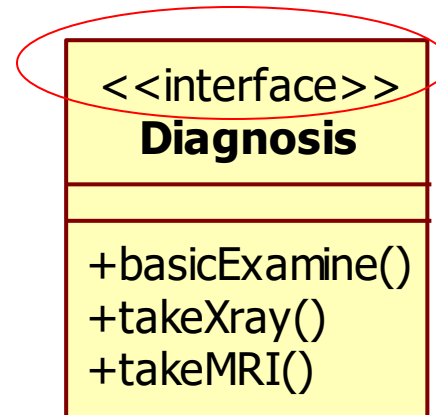 <<interface>>
Diagnosis
+basicExamine()
+takeXray()
+takeMRI()